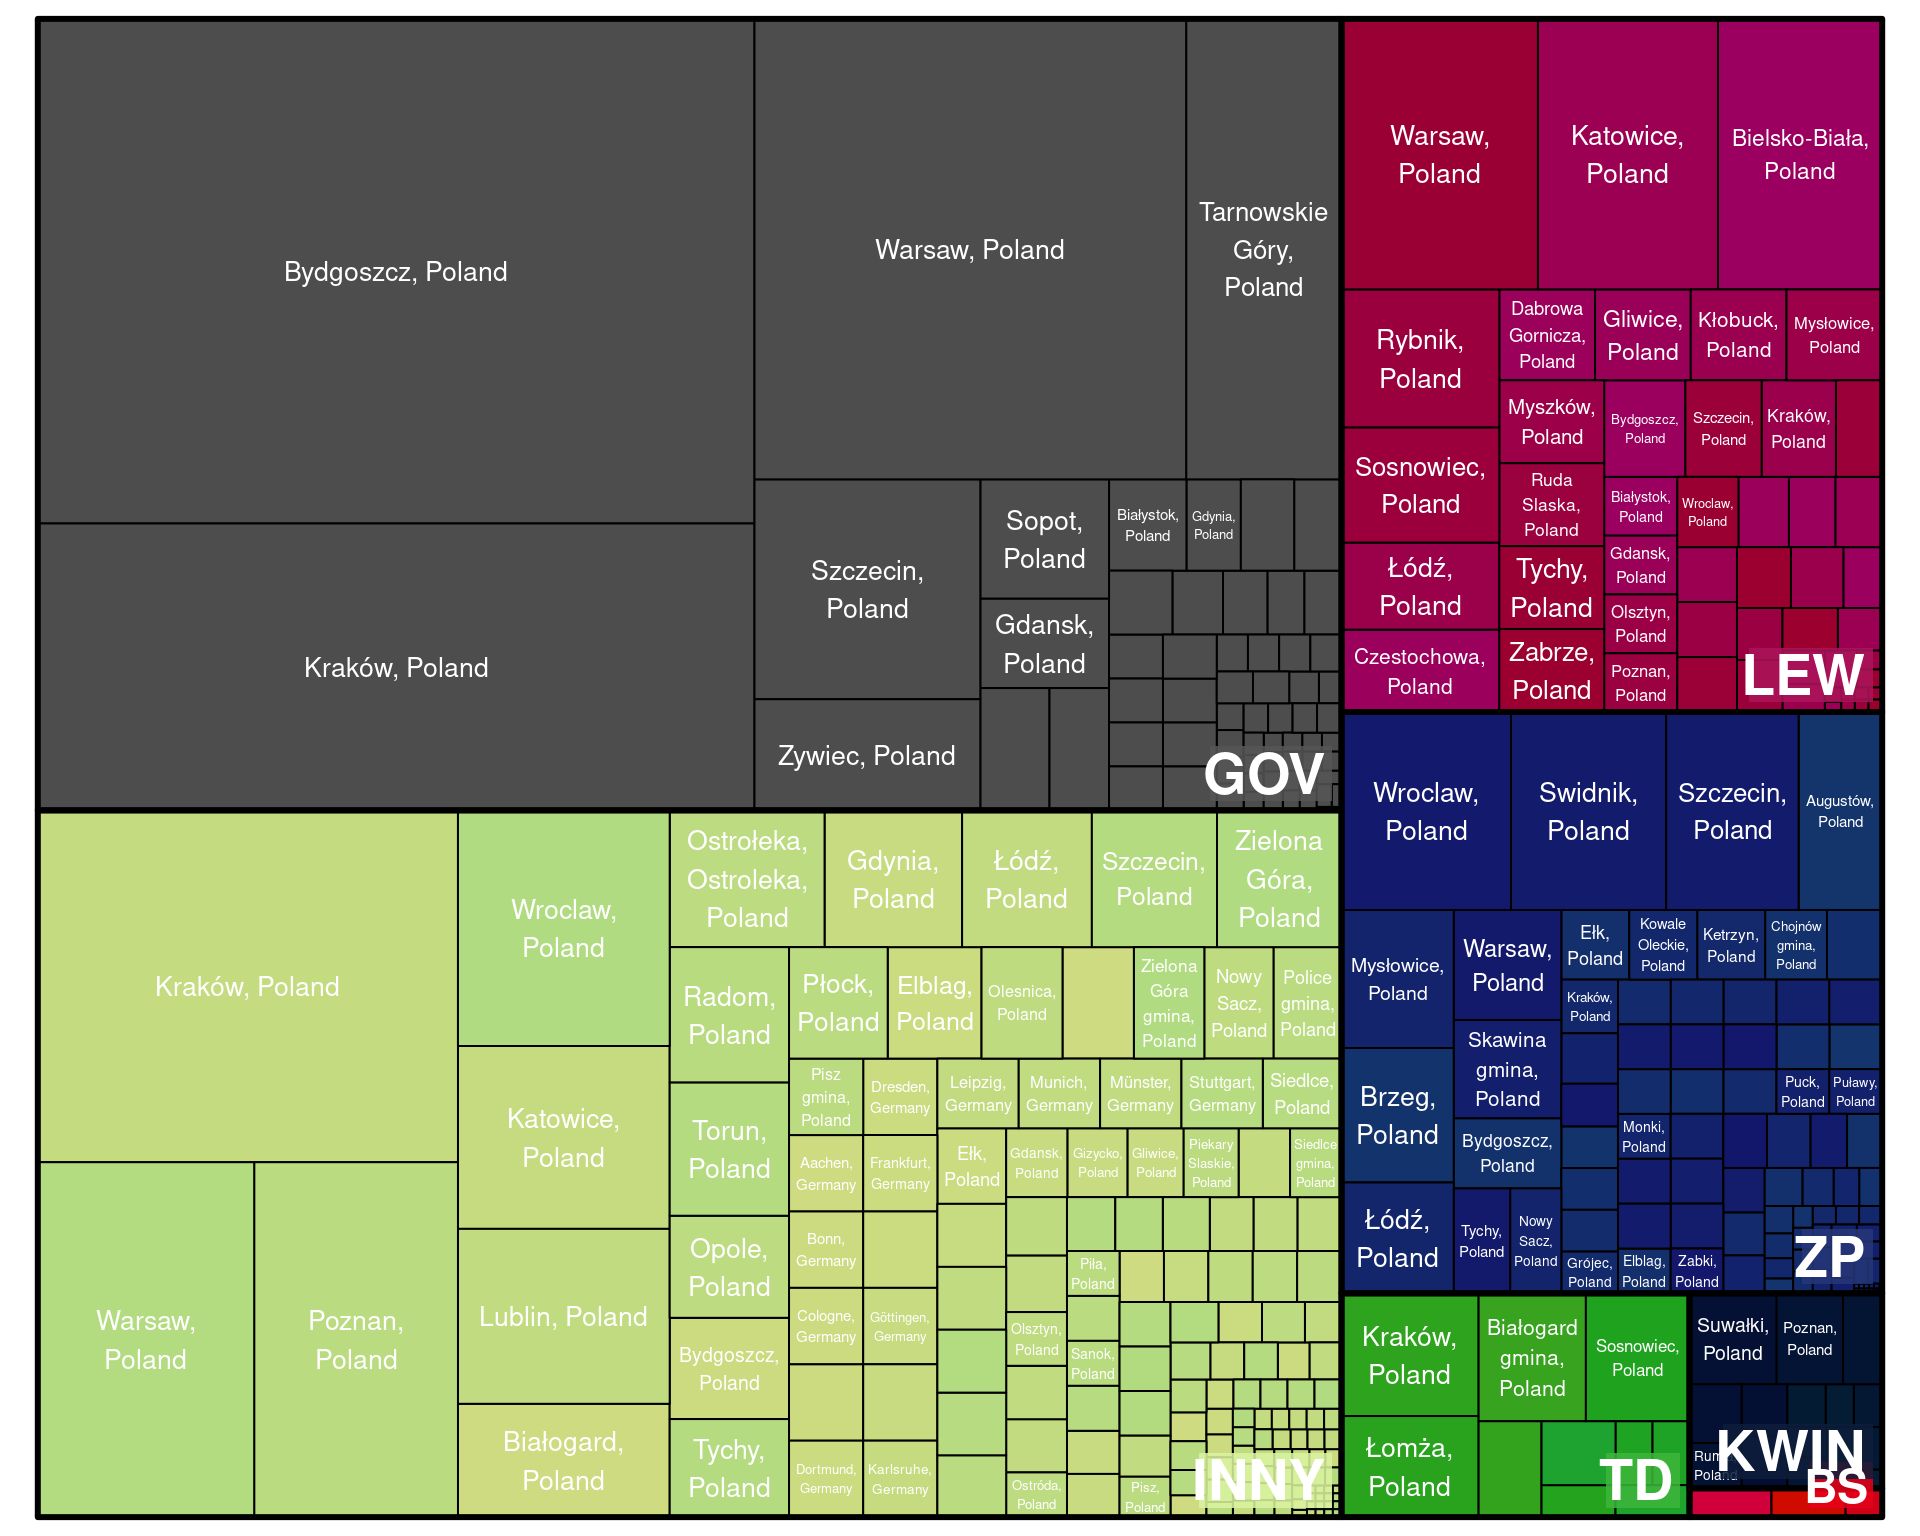 Bydgoszcz, Poland
Kraków, Poland
Warsaw, Poland
Tarnowskie
Góry,
Poland
Szczecin,
Poland
Zywiec, Poland
Sopot,
Poland
Gdansk,
Poland
Białystok,
Poland
Gdynia,
Poland
GOV
Warsaw,
Poland
Katowice,
Poland
Bielsko-Biała,
Poland
Rybnik,
Poland
Sosnowiec,
Poland
Łódź,
Poland
Czestochowa,
Poland
Dabrowa
Gornicza,
Poland
Gliwice,
Poland
Kłobuck,
Poland
Mysłowice,
Poland
Myszków,
Poland
Ruda
Slaska,
Poland
Tychy,
Poland
Zabrze,
Poland
Bydgoszcz,
Poland
Szczecin,
Poland
Kraków,
Poland
Białystok,
Poland
Wroclaw,
Poland
Gdansk,
Poland
Olsztyn,
Poland
Poznan,
Poland
LEW
Kraków, Poland
Warsaw,
Poland
Poznan,
Poland
Wroclaw,
Poland
Katowice,
Poland
Lublin, Poland
Białogard,
Poland
Ostrołeka,
Ostroleka,
Poland
Gdynia,
Poland
Łódź,
Poland
Szczecin,
Poland
Zielona
Góra,
Poland
Radom,
Poland
Torun,
Poland
Opole,
Poland
Bydgoszcz,
Poland
Tychy,
Poland
Płock,
Poland
Elblag,
Poland
Olesnica,
Poland
Zielona
Góra
gmina,
Poland
Nowy
Sacz,
Poland
Police
gmina,
Poland
Pisz
gmina,
Poland
Dresden,
Germany
Leipzig,
Germany
Munich,
Germany
Münster,
Germany
Stuttgart,
Germany
Siedlce,
Poland
Aachen,
Germany
Frankfurt,
Germany
Ełk,
Poland
Gdansk,
Poland
Gizycko,
Poland
Gliwice,
Poland
Piekary
Slaskie,
Poland
Siedlce
gmina,
Poland
Bonn,
Germany
Cologne,
Germany
Göttingen,
Germany
Dortmund,
Germany
Karlsruhe,
Germany
Piła,
Poland
Olsztyn,
Poland
Sanok,
Poland
Ostróda,
Poland
Pisz,
Poland
INNY
Wroclaw,
Poland
Swidnik,
Poland
Szczecin,
Poland
Augustów,
Poland
Mysłowice,
Poland
Brzeg,
Poland
Łódź,
Poland
Warsaw,
Poland
Skawina
gmina,
Poland
Bydgoszcz,
Poland
Tychy,
Poland
Nowy
Sacz,
Poland
Ełk,
Poland
Kowale
Oleckie,
Poland
Ketrzyn,
Poland
Chojnów
gmina,
Poland
Kraków,
Poland
Puck,
Poland
Puławy,
Poland
Monki,
Poland
Grójec,
Poland
Elblag,
Poland
Zabki,
Poland
ZP
Kraków,
Poland
Łomża,
Poland
Białogard
gmina,
Poland
Sosnowiec,
Poland
TD
Suwałki,
Poland
Poznan,
Poland
KWIN
BS